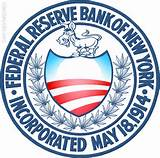 FEDERAL RESERVE BANK OF NEW YORK
INCORPORATED MAY 18, 1914